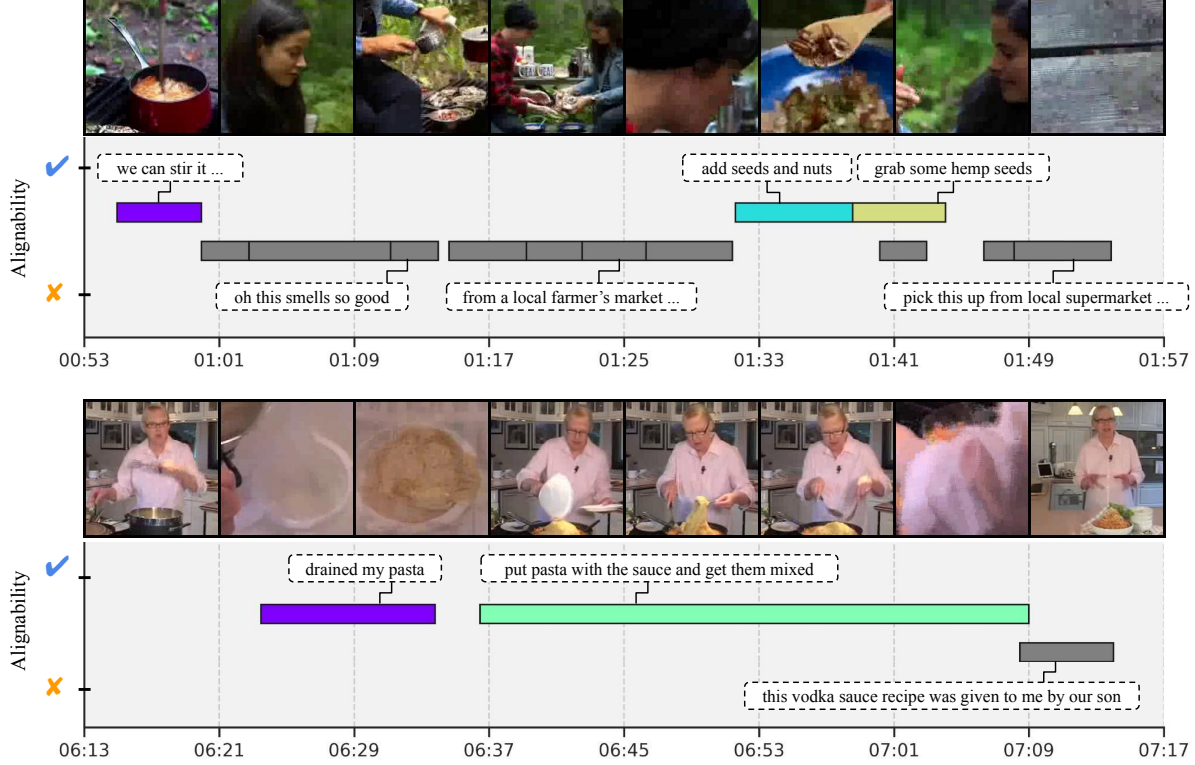 Alignability
✔
we can stir it ...
add seeds and nuts
grab some hemp seeds
oh this smells so good
from a local farmer’s market ...
pick this up from local supermarket ...
✘
00:53 01:01 01:09 01:17 01:25 01:33 01:41 01:49 01:57
Alignability
✔
drained my pasta
put pasta with the sauce and get them mixed
this vodka sauce recipe was given to me by our son
✘
06:13 06:21 06:29 06:37 06:45 06:53 07:01 07:09 07:17